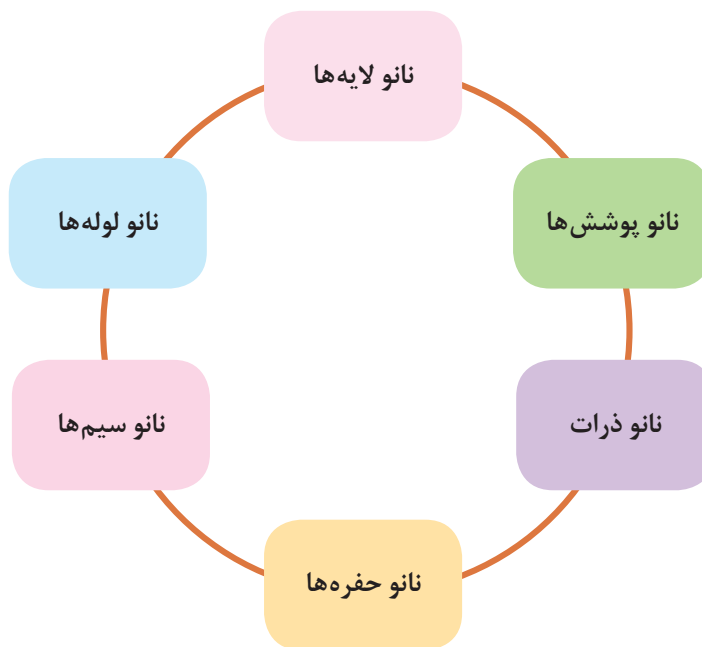 نانو لایه‌ها
نانو پوشش‌ها
نانو لوله‌ها
نانو ذرات
نانو سیم‌ها
نانو حفره‌ها